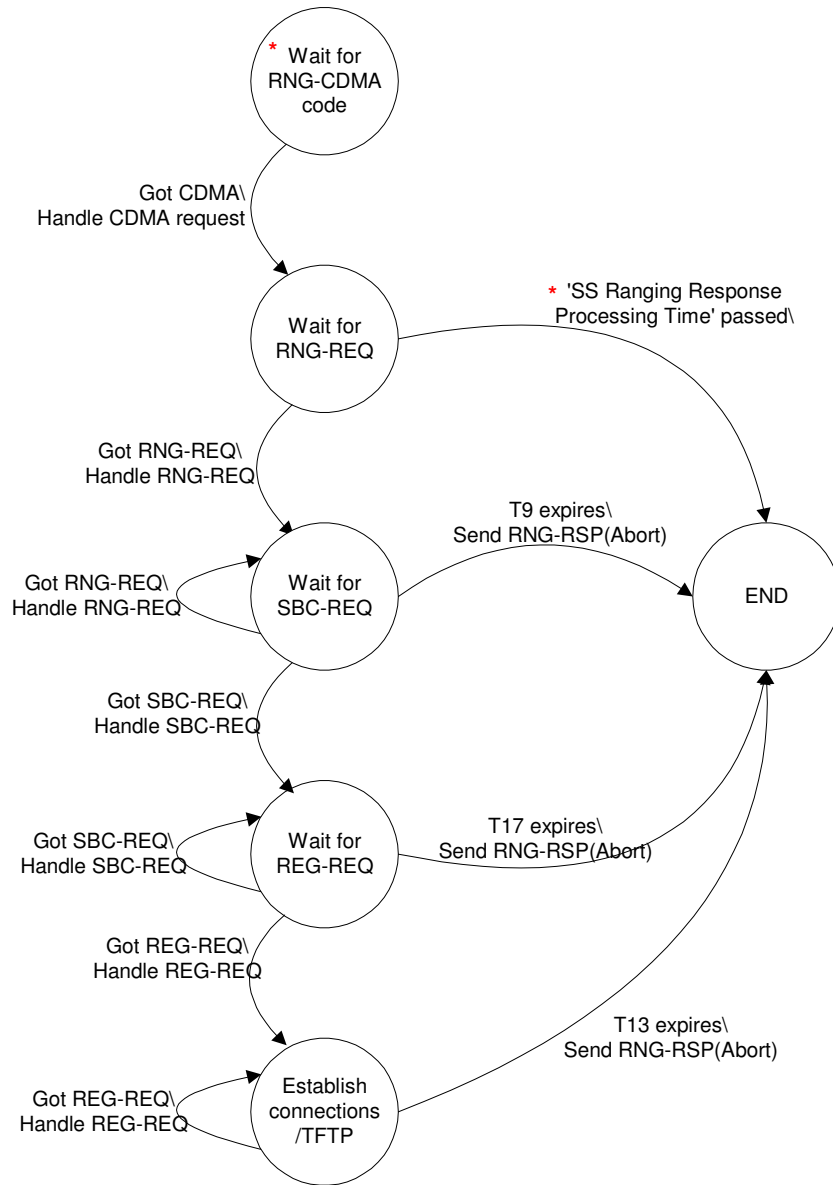 * Wait for
RNG-CDMA
code
Got CDMA\
Handle CDMA request
* 'SS Ranging Response
Processing Time' passed\
Wait for
RNG-REQ
Got RNG-REQ\
Handle RNG-REQ
T9 expires\
Send RNG-RSP(Abort)
Got RNG-REQ\
Handle RNG-REQ
Wait for
SBC-REQ
END
Got SBC-REQ\
Handle SBC-REQ
Got SBC-REQ\
Handle SBC-REQ
Wait for
REG-REQ
T17 expires\
Send RNG-RSP(Abort)
Got REG-REQ\
Handle REG-REQ
T13 expires\
Send RNG-RSP(Abort)
Got REG-REQ\
Handle REG-REQ
Establish
connections
/TFTP